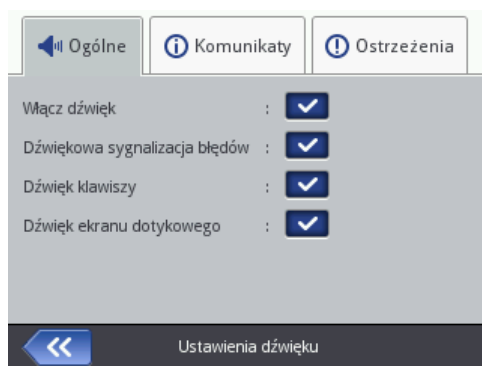 Ogólne Komunikaty Ostrzeżenia
Włącz dźwięk :
Dźwiękowa sygnalizacja błędów :
Dźwięk klawiszy :
Dźwięk ekranu dotykowego :
Ustawienia dźwięku